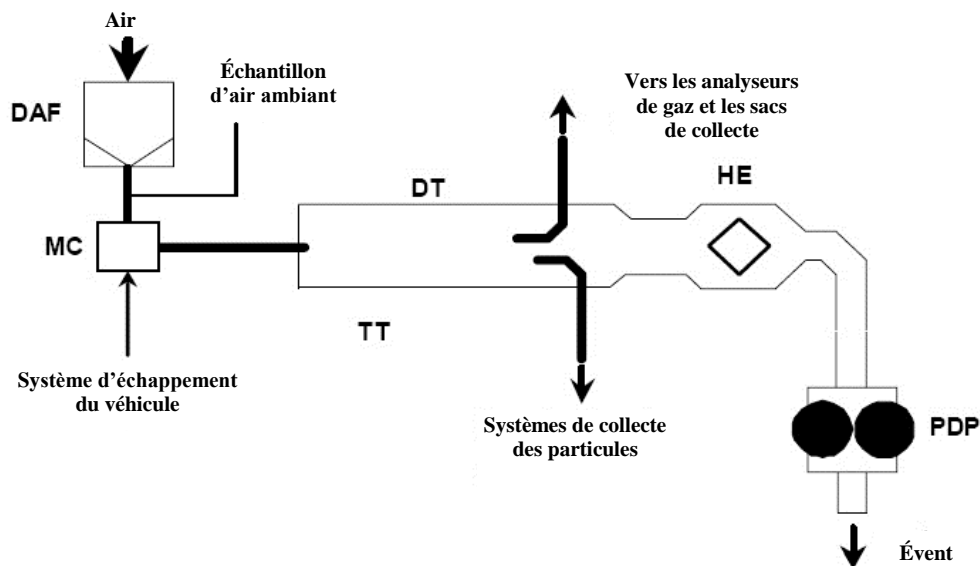 Air
Échantillon
d'air ambiant
DAF
Vers les analyseurs
de gaz et les sacs
de collecte
DT
HE
MC
TT
Système d'échappement
du véhicule
Systèmes de collecte
des particules
PDP
Évent